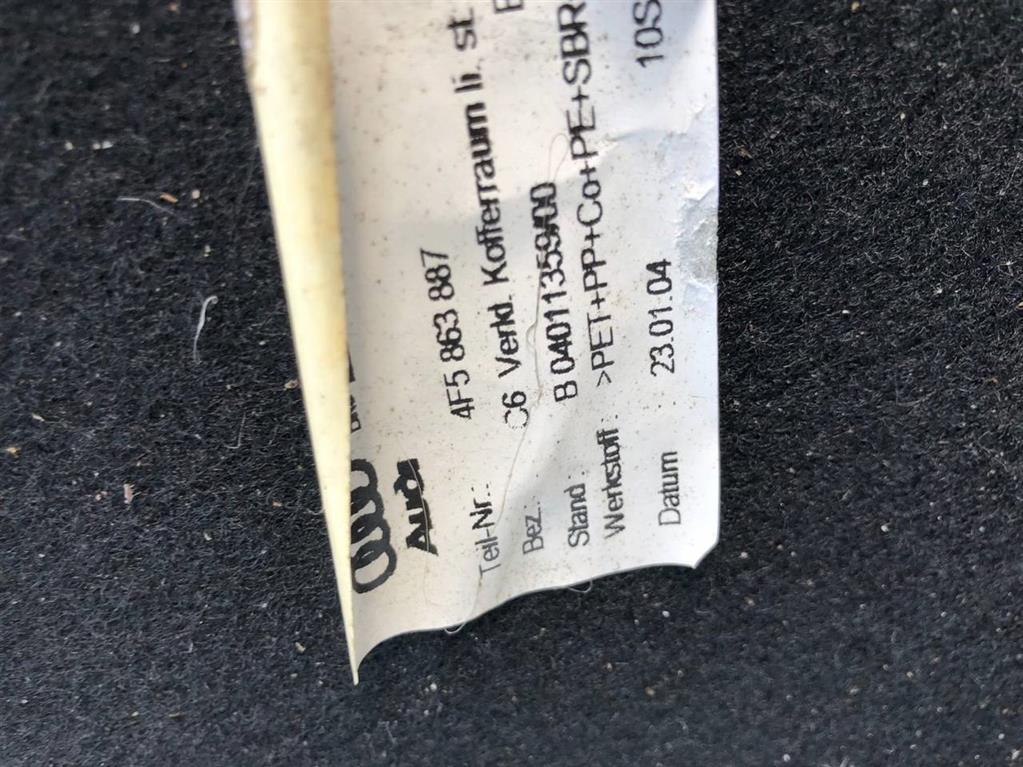 Audi
Teil-Nr.: 4F5 863 887
Bez.: C6 Verkl. Kofferraum li. st
Stand: B 04011359/00
Werkstoff: >PET+PP+Co+PE+SBR
Datum : 23.01.04 10S